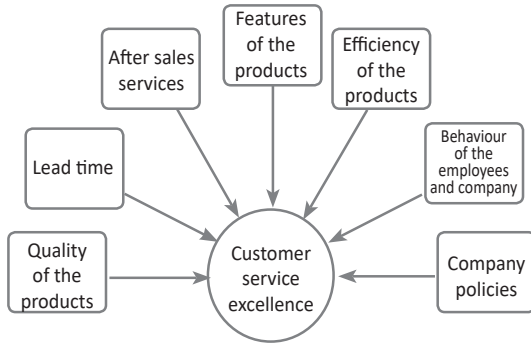 Features
of the
products
After sales
services
Efficiency
of the
products
Lead time
Behaviour
of the
employees
and company
Quality
of the
products
Customer
service
excellence
Company
policies